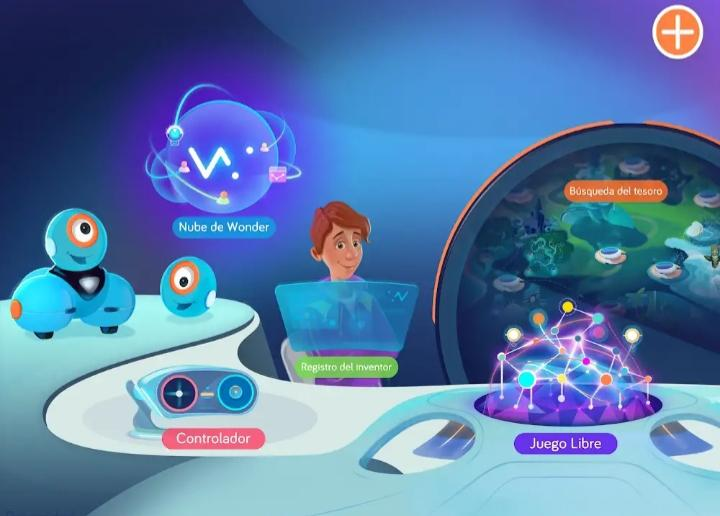 Búsqueda del tesoro
Nube de Wonder
Registro del Inventor
Controlador
Juego Libre